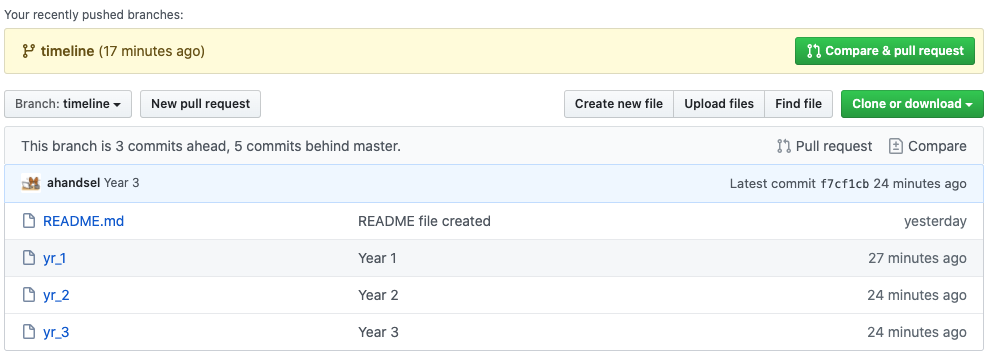 Your recently pushed branches:
timeline (17 minutes ago) Compare & pull request
Branch: timeline New pull request Create new file Upload files Find file Clone or download
This branch is 3 commits ahead, 5 commits behind master. Pull request Compare
ahandsel Year 3 Latest commit f7cf1cb 24 minutes ago
README.md README file created yesterday
yr_1 Year 1 27 minutes ago
yr_2 Year 2 24 minutes ago
yr_3 Year 3 24 minutes ago